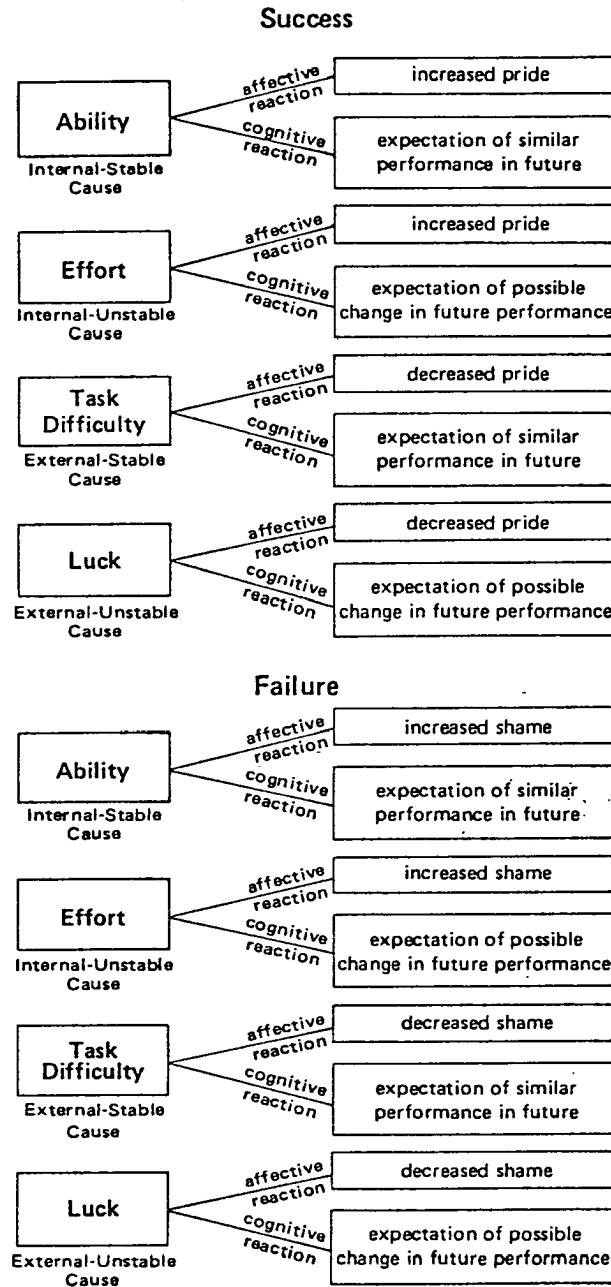 Success
Ability
Internal-Stable
Cause
affective
reaction
increased pride
cognitive
reaction
expectation of similar
performance in future
Effort
Internal-Unstable
Cause
affective
reaction
increased pride
cognitive
reaction
expectation of possible
change in future performance
Task
Difficulty
External-Stable
Cause
affective
reaction
decreased pride
cognitive
reaction
expectation of similar
performance in future
Luck
External-Unstable
Cause
affective
reaction
decreased pride
cognitive
reaction
expectation of possible
change in future performance
Failure
Ability
Internal-Stable
Cause
affective
reaction
increased shame
cognitive
reaction
expectation of similar
performance in future
Effort
Internal-Unstable
Cause
affective
reaction
increased shame
cognitive
reaction
expectation of possible
change in future performance
Task
Difficulty
External-Stable
Cause
affective
reaction
decreased shame
cognitive
reaction
expectation of similar
performance in future
Luck
External-Unstable
Cause
affective
reaction
decreased shame
cognitive
reaction
expectation of possible
change in future performance